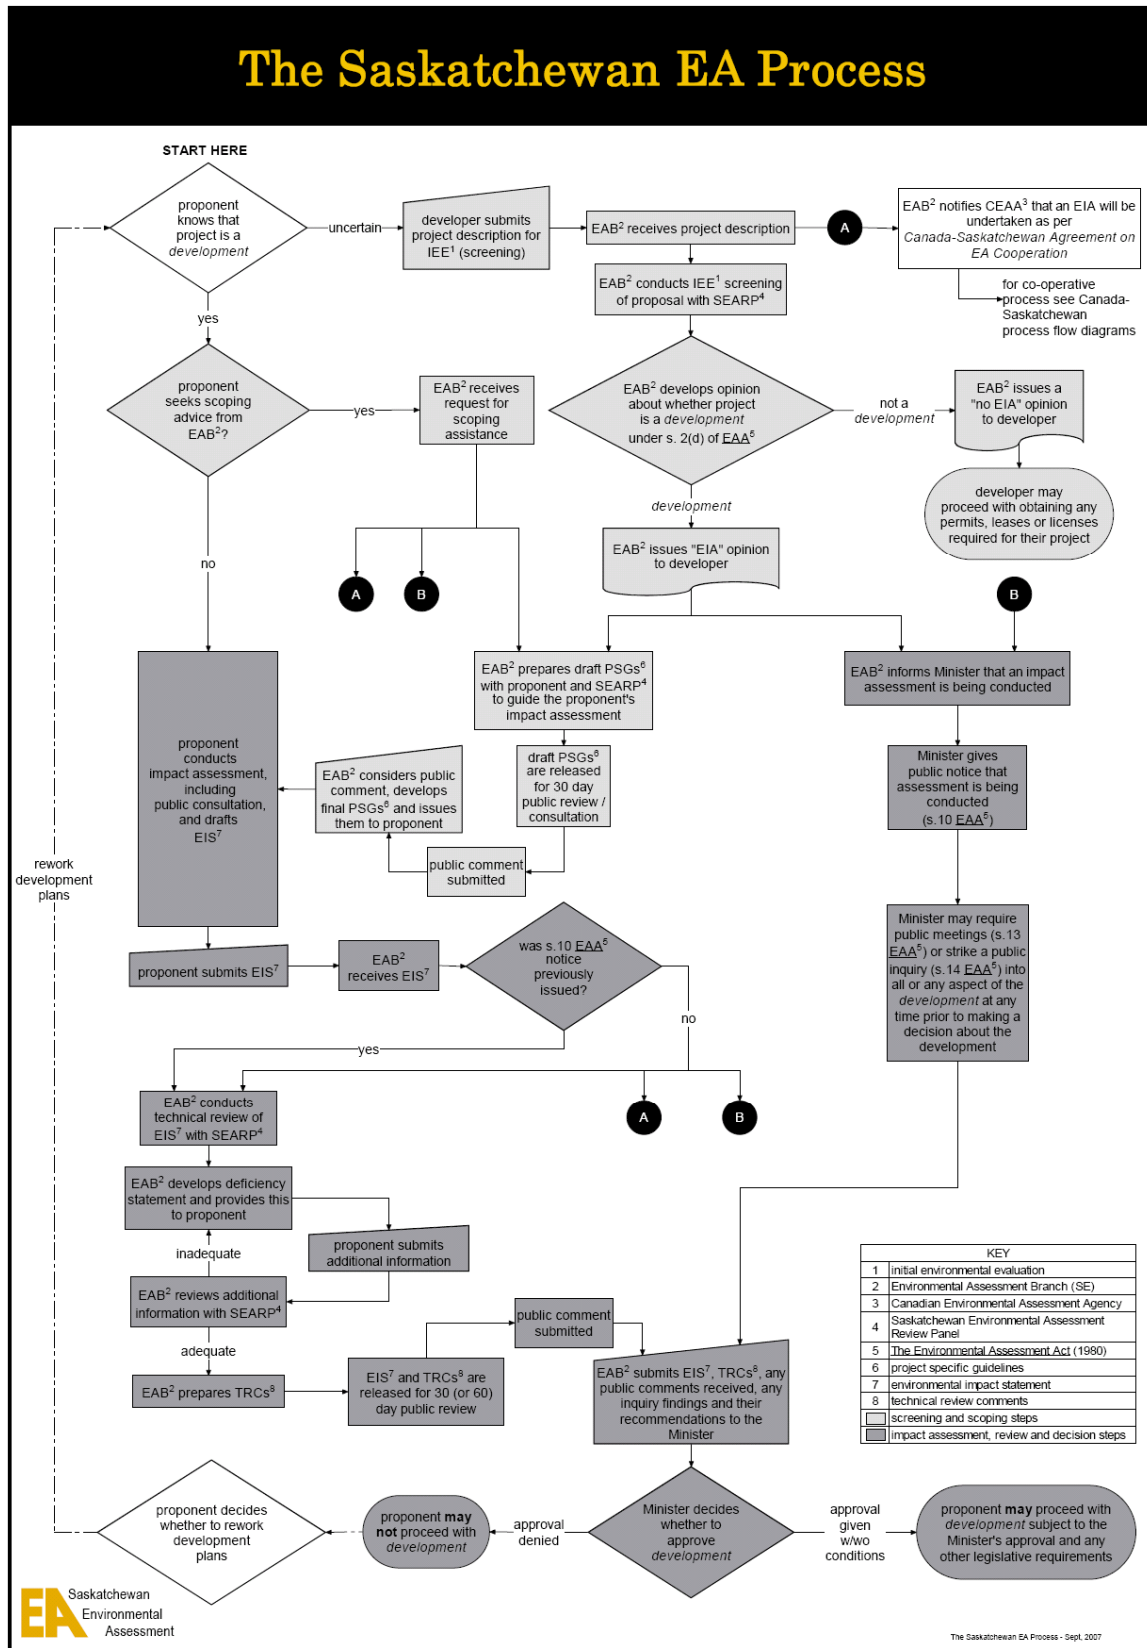 The Saskatchewan EA Process
START HERE
proponent
knows that
project is a
development
uncertain
developer submits
project description for
IEE¹ (screening)
EAB² receives project description
A
EAB² notifies CEAA³ that an EIA will be
undertaken as per
Canada-Saskatchewan Agreement on
EA Cooperation
for co-operative
process see Canada-
Saskatchewan
process flow diagrams
EAB² conducts IEE¹ screening
of proposal with SEARP⁴
yes
proponent
seeks scoping
advice from
EAB²?
yes
EAB² receives
request for
scoping
assistance
EAB² develops opinion
about whether project
is a development
under s. 2(d) of EAA⁵
not a
development
EAB² issues a
"no EIA" opinion
to developer
developer may
proceed with obtaining any
permits, leases or licenses
required for their project
development
EAB² issues "EIA" opinion
to developer
no
A
B
B
EAB² prepares draft PSGs⁶
with proponent and SEARP⁴
to guide the proponent's
impact assessment
EAB² informs Minister that an impact
assessment is being conducted
proponent
conducts
impact assessment,
including
public consultation,
and drafts
EIS⁷
EAB² considers public
comment, develops
final PSGs⁶ and issues
them to proponent
draft PSGs⁶
are released
for 30 day
public review /
consultation
public comment
submitted
Minister gives
public notice that
assessment is being
conducted
(s.10 EAA⁵)
rework
development
plans
Minister may require
public meetings (s.13
EAA⁵) or strike a public
inquiry (s.14 EAA⁵) into
all or any aspect of the
development at any
time prior to making a
decision about the
development
proponent submits EIS⁷
EAB²
receives EIS⁷
was s.10 EAA⁵
notice
previously
issued?
no
yes
A
B
EAB² conducts
technical review of
EIS⁷ with SEARP⁴
EAB² develops deficiency
statement and provides this
to proponent
inadequate
proponent submits
additional information
EAB² reviews additional
information with SEARP⁴
adequate
EAB² prepares TRCs⁸
EIS⁷ and TRCs⁸ are
released for 30 (or 60)
day public review
public comment
submitted
EAB² submits EIS⁷, TRCs⁸, any
public comments received, any
inquiry findings and their
recommendations to the
Minister
KEY
1 initial environmental evaluation
2 Environmental Assessment Branch (SE)
3 Canadian Environmental Assessment Agency
4 Saskatchewan Environmental Assessment
Review Panel
5 The Environmental Assessment Act (1980)
6 project specific guidelines
7 environmental impact statement
8 technical review comments
screening and scoping steps
impact assessment, review and decision steps
proponent decides
whether to rework
development
plans
proponent may
not proceed with
development
approval
denied
Minister decides
whether to
approve
development
approval
given
w/wo
conditions
proponent may proceed with
development subject to the
Minister's approval and any
other legislative requirements
EA Saskatchewan
Environmental
Assessment
The Saskatchewan EA Process - Sept, 2007